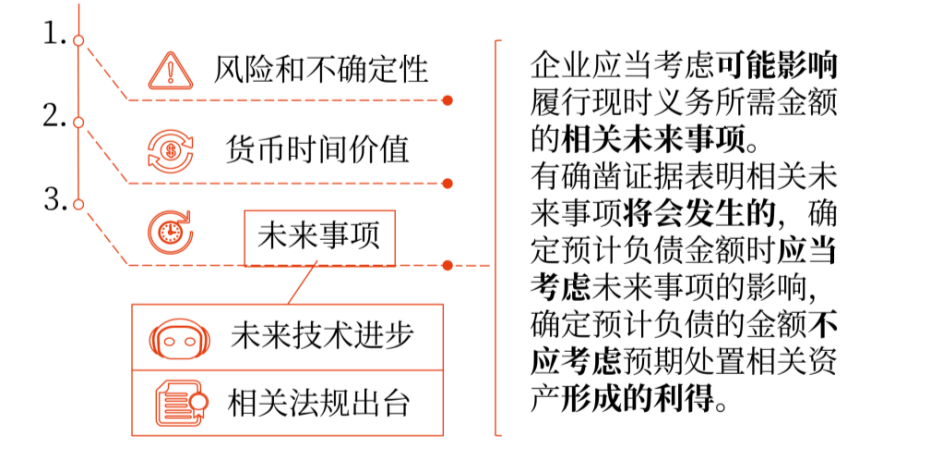 1.
风险和不确定性
2.
货币时间价值
3.
未来事项
未来技术进步
相关法规出台
企业应当考虑可能影响
履行现时义务所需金额
的相关未来事项。
有确凿证据表明相关未
来事项将会发生的，确
定预计负债金额时应当
考虑未来事项的影响，
确定预计负债的金额不
应考虑预期处置相关资
产形成的利得。